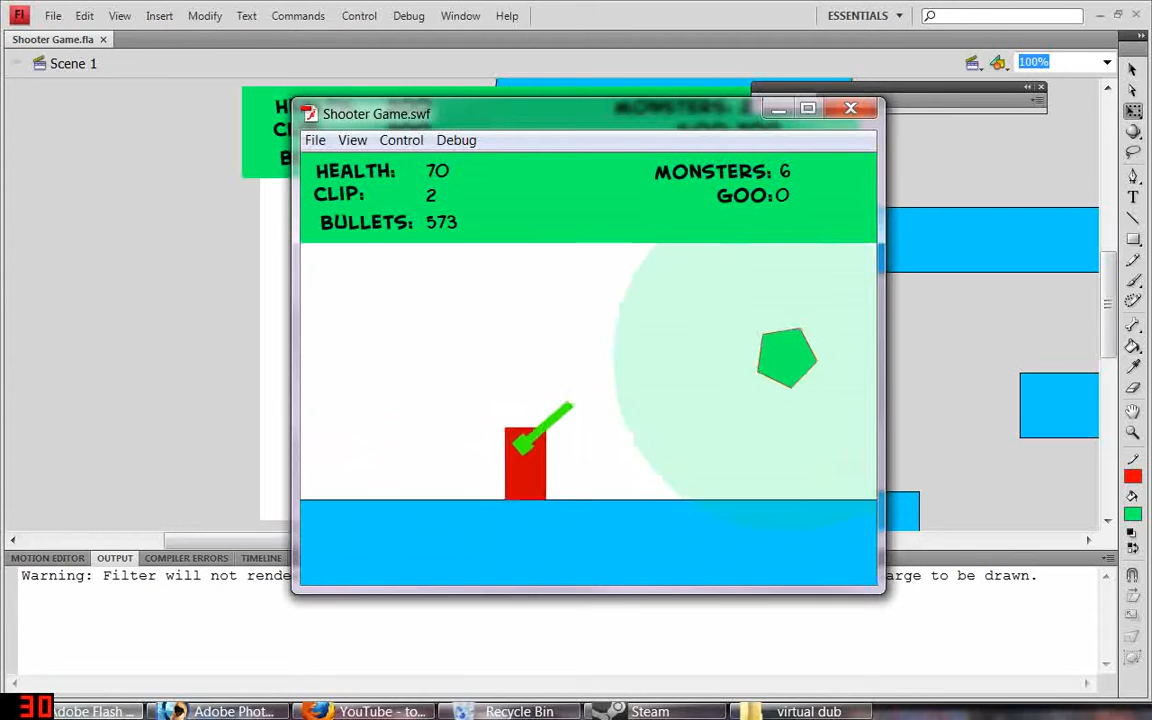 Fl File Edit View Insert Modify Text Commands Control Debug Window Help ESSENTIALS
Shooter Game.fla
Scene 1
100%
Shooter Game.swf
File View Control Debug
HEALTH: 70
MONSTERS: 6
CLIP: 2
GOO: 0
BULLETS: 573
MOTION EDITOR OUTPUT COMPILER ERRORS TIMELINE
Warning: Filter will not rende
arge to be drawn.
30
Adobe Flash ... Adobe Phot... YouTube - to... Recycle Bin Steam virtual dub